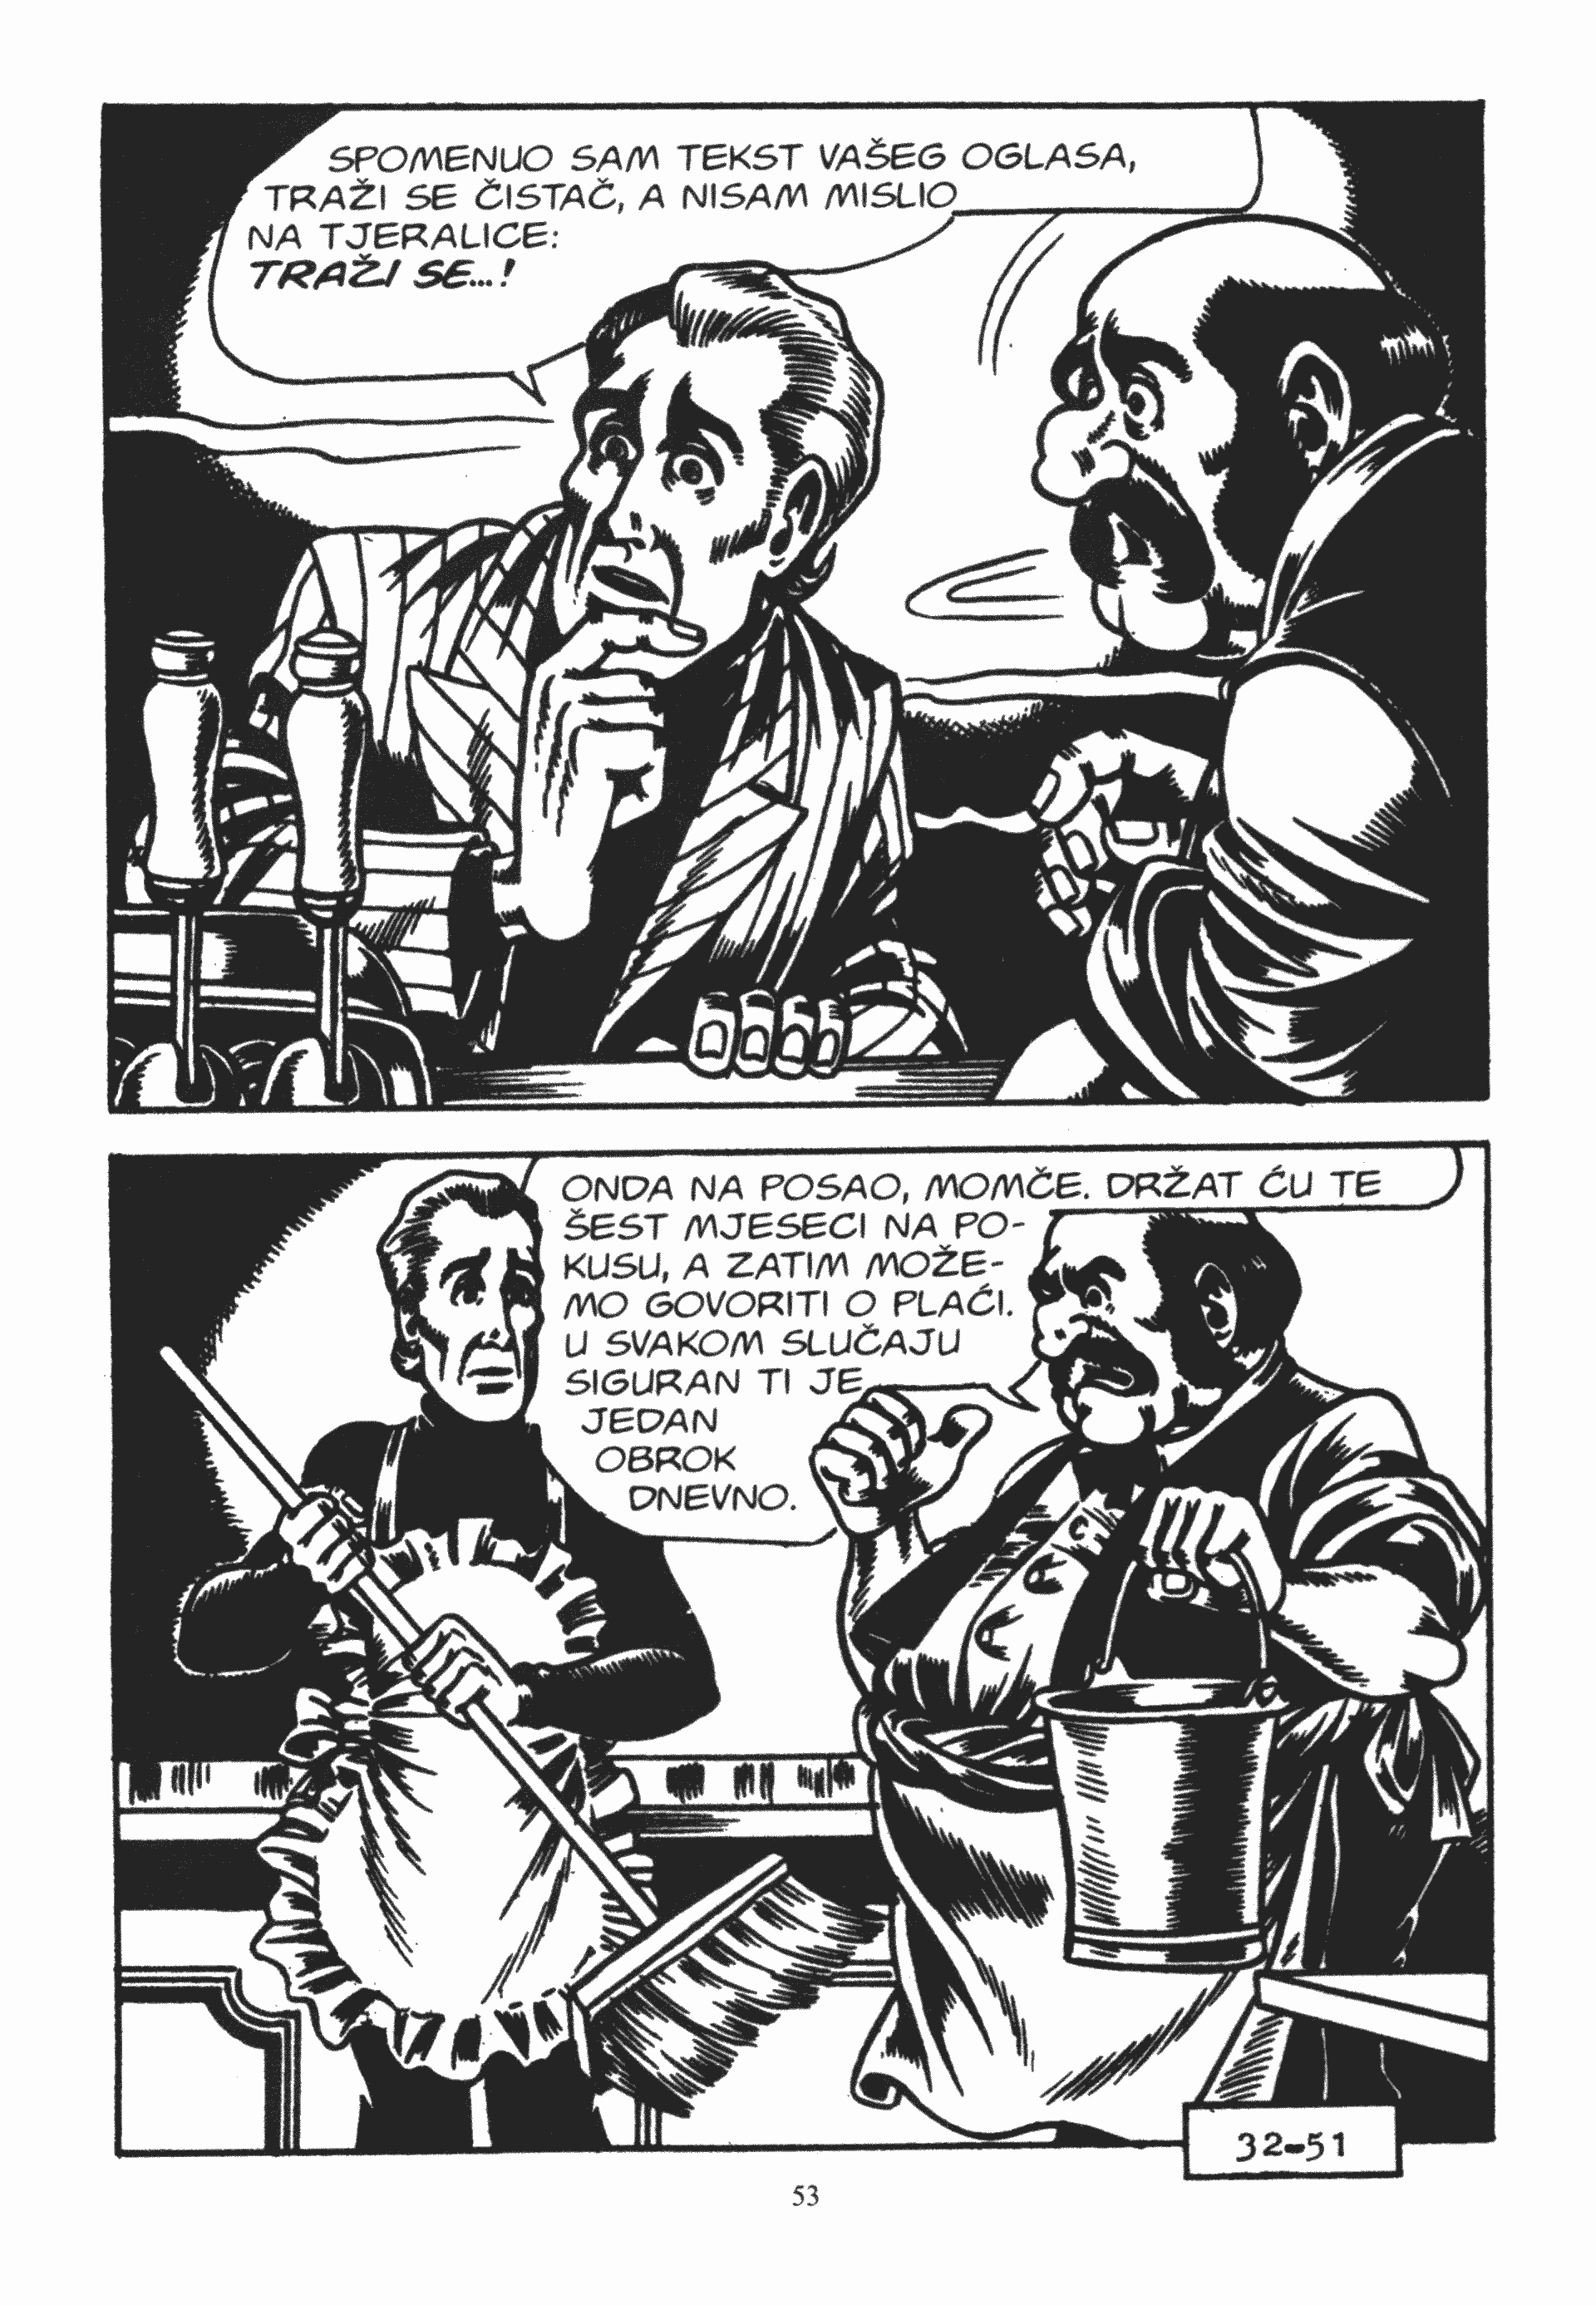 SPOMENUO SAM TEKST VAŠEG OGLASA,
TRAŽI SE ČISTAČ, A NISAM MISLIO
NA TJERALICE:
TRAŽI SE...!
ONDA NA POSAO, MOMČE. DRŽAT ĆU TE
ŠEST MJESECI NA PO-
KUSU, A ZATIM MOŽE-
MO GOVORITI O PLAĆI.
U SVAKOM SLUČAJU
SIGURAN TI JE
JEDAN
OBROK
DNEVNO.
32-51
53